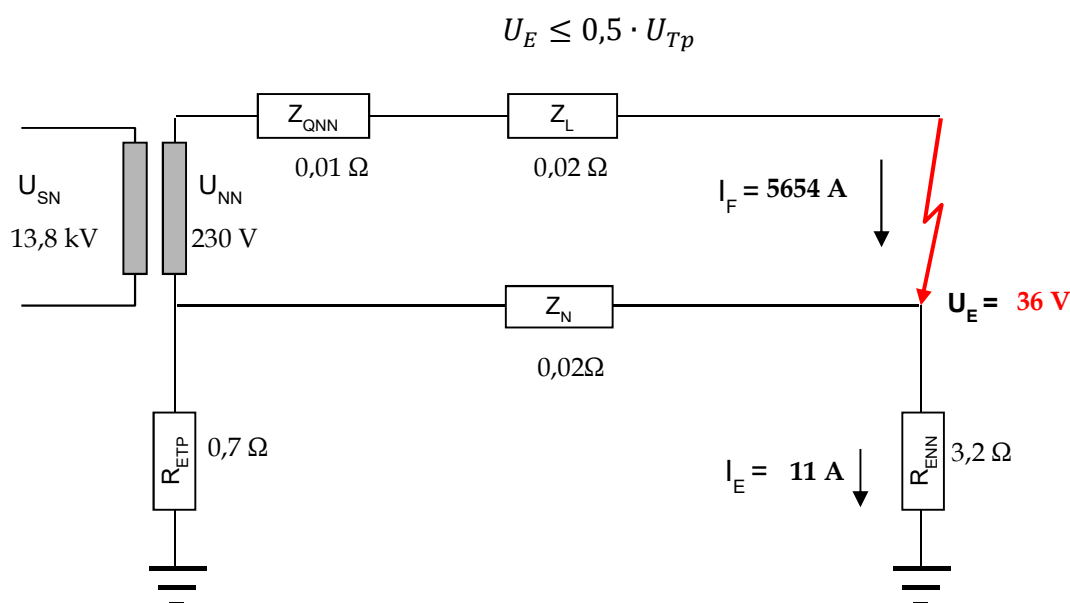 U_E ≤ 0,5 · U_Tp
Z_QNN
Z_L
0,01 Ω
0,02 Ω
U_SN
U_NN
I_F = 5654 A
13,8 kV
230 V
Z_N
U_E = 36 V
0,02Ω
R_ETP
0,7 Ω
I_E = 11 A
R_ENN
3,2 Ω